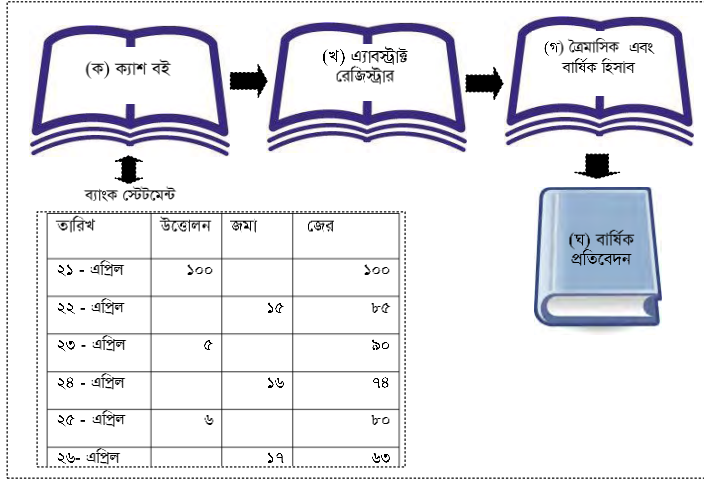 (ক) ক্যাশ বই
(খ) এ্যাবস্ট্রাক্ট
রেজিস্ট্রার
(গ) ত্রৈমাসিক এবং
বার্ষিক হিসাব
ব্যাংক স্টেটমেন্ট
(ঘ) বার্ষিক
প্রতিবেদন
তারিখ উত্তোলন জমা জের
২১ - এপ্রিল ১০০ ১০০
২২ - এপ্রিল ১৫ ৮৫
২৩ - এপ্রিল ৫ ৯০
২৪ - এপ্রিল ১৬ ৭৪
২৫ - এপ্রিল ৬ ৮০
২৬- এপ্রিল ১৭ ৬৩